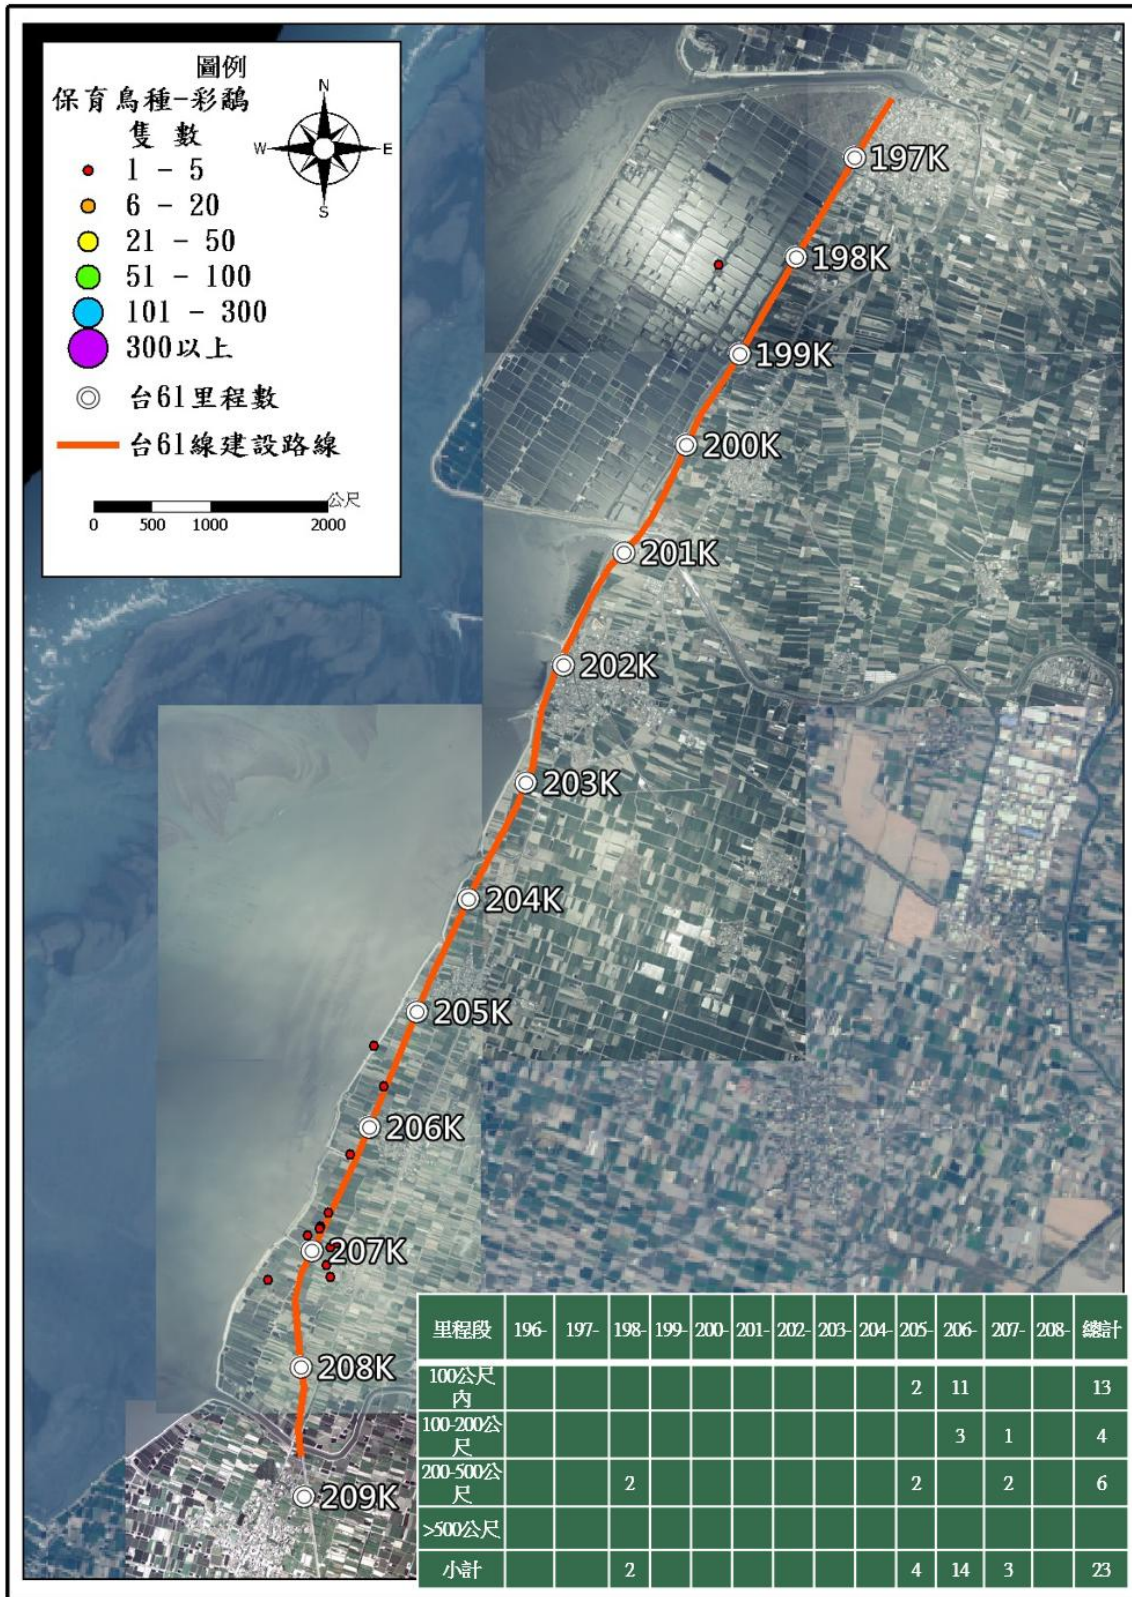 圖例
保育鳥種-彩鷸
隻 數
1 - 5
6 - 20
21 - 50
51 - 100
101 - 300
300以上
台61里程數
台61線建設路線
公尺
0 500 1000 2000
N
W E
S
197K
198K
199K
200K
201K
202K
203K
204K
205K
206K
207K
208K
209K
里程段 196- 197- 198- 199- 200- 201- 202- 203- 204- 205- 206- 207- 208- 總計
100公尺內 2 11 13
100-200公尺 3 1 4
200-500公尺 2 2 2 6
>500公尺
小計 2 4 14 3 23